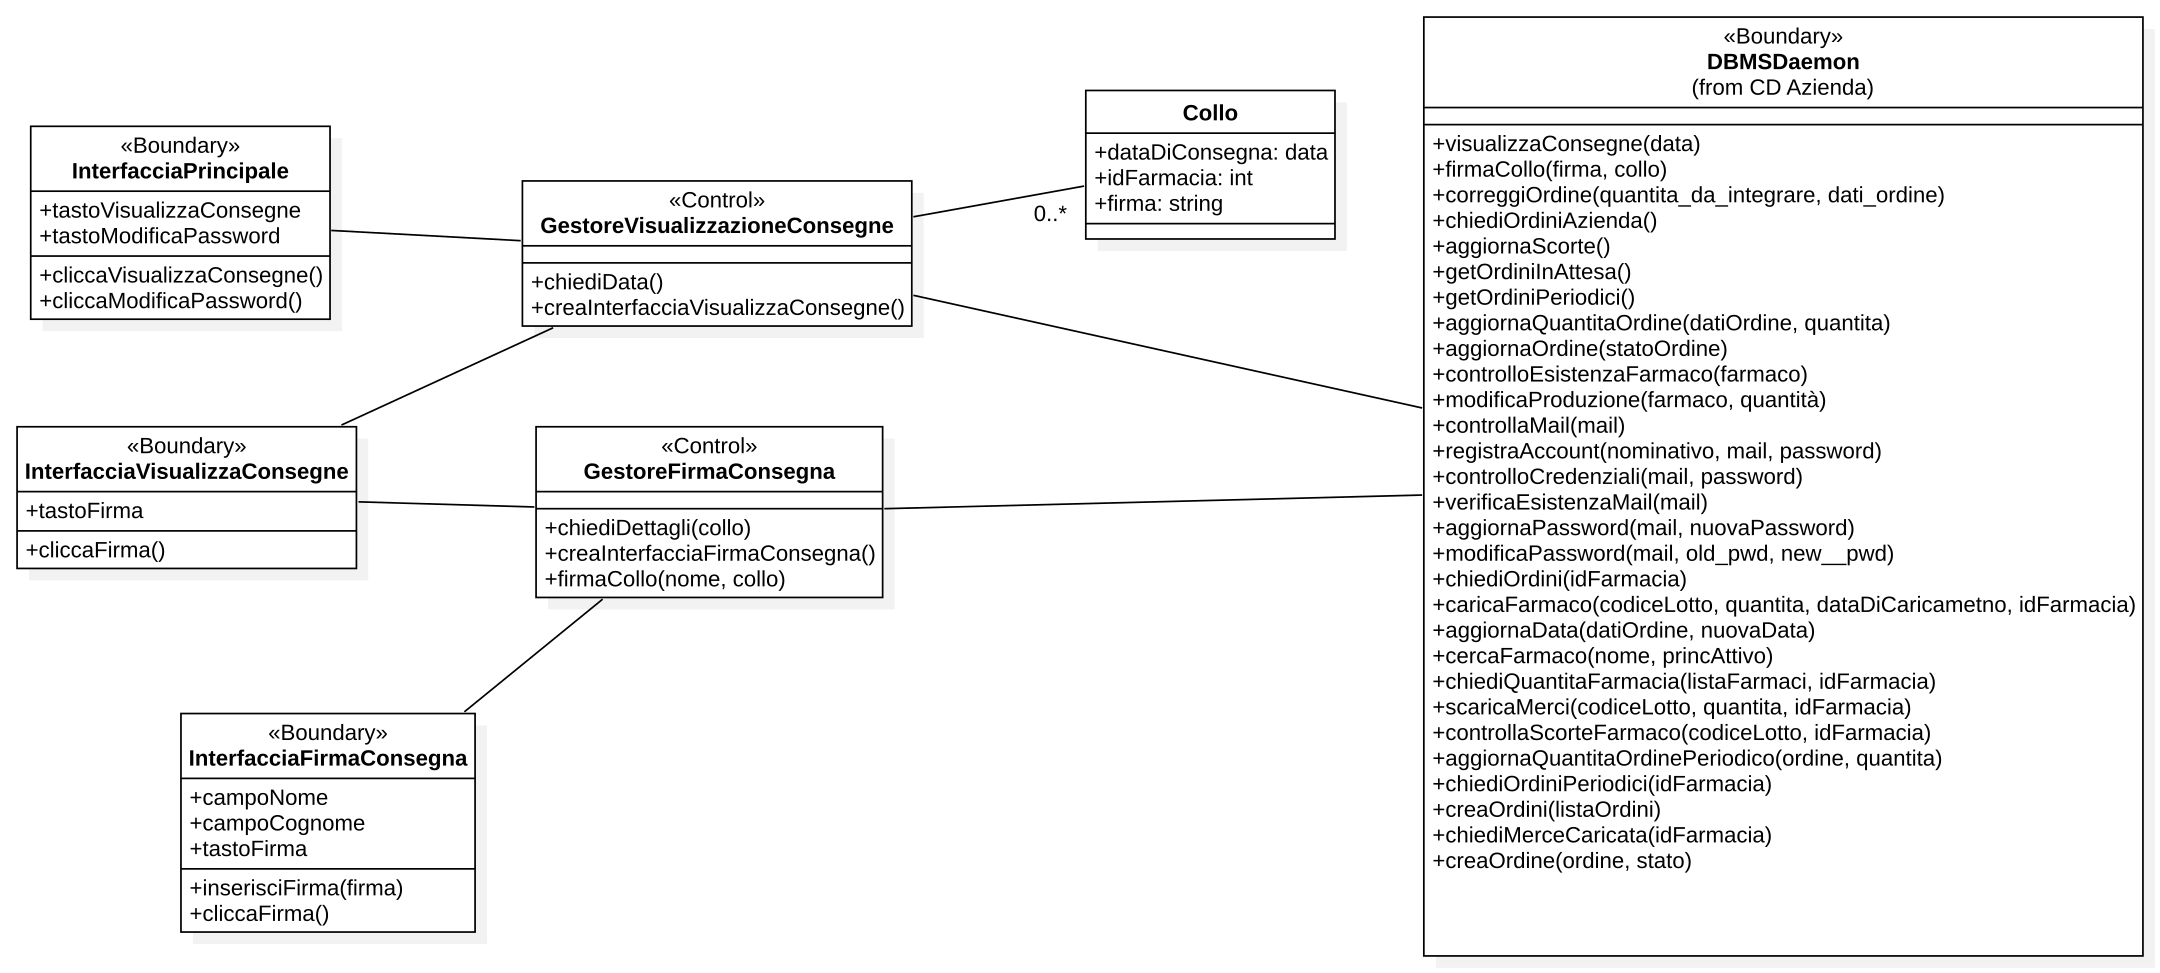 «Boundary»
InterfacciaPrincipale
+tastoVisualizzaConsegne
+tastoModificaPassword
+cliccaVisualizzaConsegne()
+cliccaModificaPassword()
«Control»
GestoreVisualizzazioneConsegne
+chiediData()
+creaInterfacciaVisualizzaConsegne()
Collo
+dataDiConsegna: data
+idFarmacia: int
+firma: string
0..*
«Boundary»
InterfacciaVisualizzaConsegne
+tastoFirma
+cliccaFirma()
«Control»
GestoreFirmaConsegna
+chiediDettagli(collo)
+creaInterfacciaFirmaConsegna()
+firmaCollo(nome, collo)
«Boundary»
InterfacciaFirmaConsegna
+campoNome
+campoCognome
+tastoFirma
+inserisciFirma(firma)
+cliccaFirma()
«Boundary»
DBMSDaemon
(from CD Azienda)
+visualizzaConsegne(data)
+firmaCollo(firma, collo)
+correggiOrdine(quantita_da_integrare, dati_ordine)
+chiediOrdiniAzienda()
+aggiornaScorte()
+getOrdiniInAttesa()
+getOrdiniPeriodici()
+aggiornaQuantitaOrdine(datiOrdine, quantita)
+aggiornaOrdine(statoOrdine)
+controlloEsistenzaFarmaco(farmaco)
+modificaProduzione(farmaco, quantità)
+controllaMail(mail)
+registraAccount(nominativo, mail, password)
+controlloCredenziali(mail, password)
+verificaEsistenzaMail(mail)
+aggiornaPassword(mail, nuovaPassword)
+modificaPassword(mail, old_pwd, new__pwd)
+chiediOrdini(idFarmacia)
+caricaFarmaco(codiceLotto, quantita, dataDiCaricametno, idFarmacia)
+aggiornaData(datiOrdine, nuovaData)
+cercaFarmaco(nome, princAttivo)
+chiediQuantitaFarmacia(listaFarmaci, idFarmacia)
+scaricaMerci(codiceLotto, quantita, idFarmacia)
+controllaScorteFarmaco(codiceLotto, idFarmacia)
+aggiornaQuantitaOrdinePeriodico(ordine, quantita)
+chiediOrdiniPeriodici(idFarmacia)
+creaOrdini(listaOrdini)
+chiediMerceCaricata(idFarmacia)
+creaOrdine(ordine, stato)